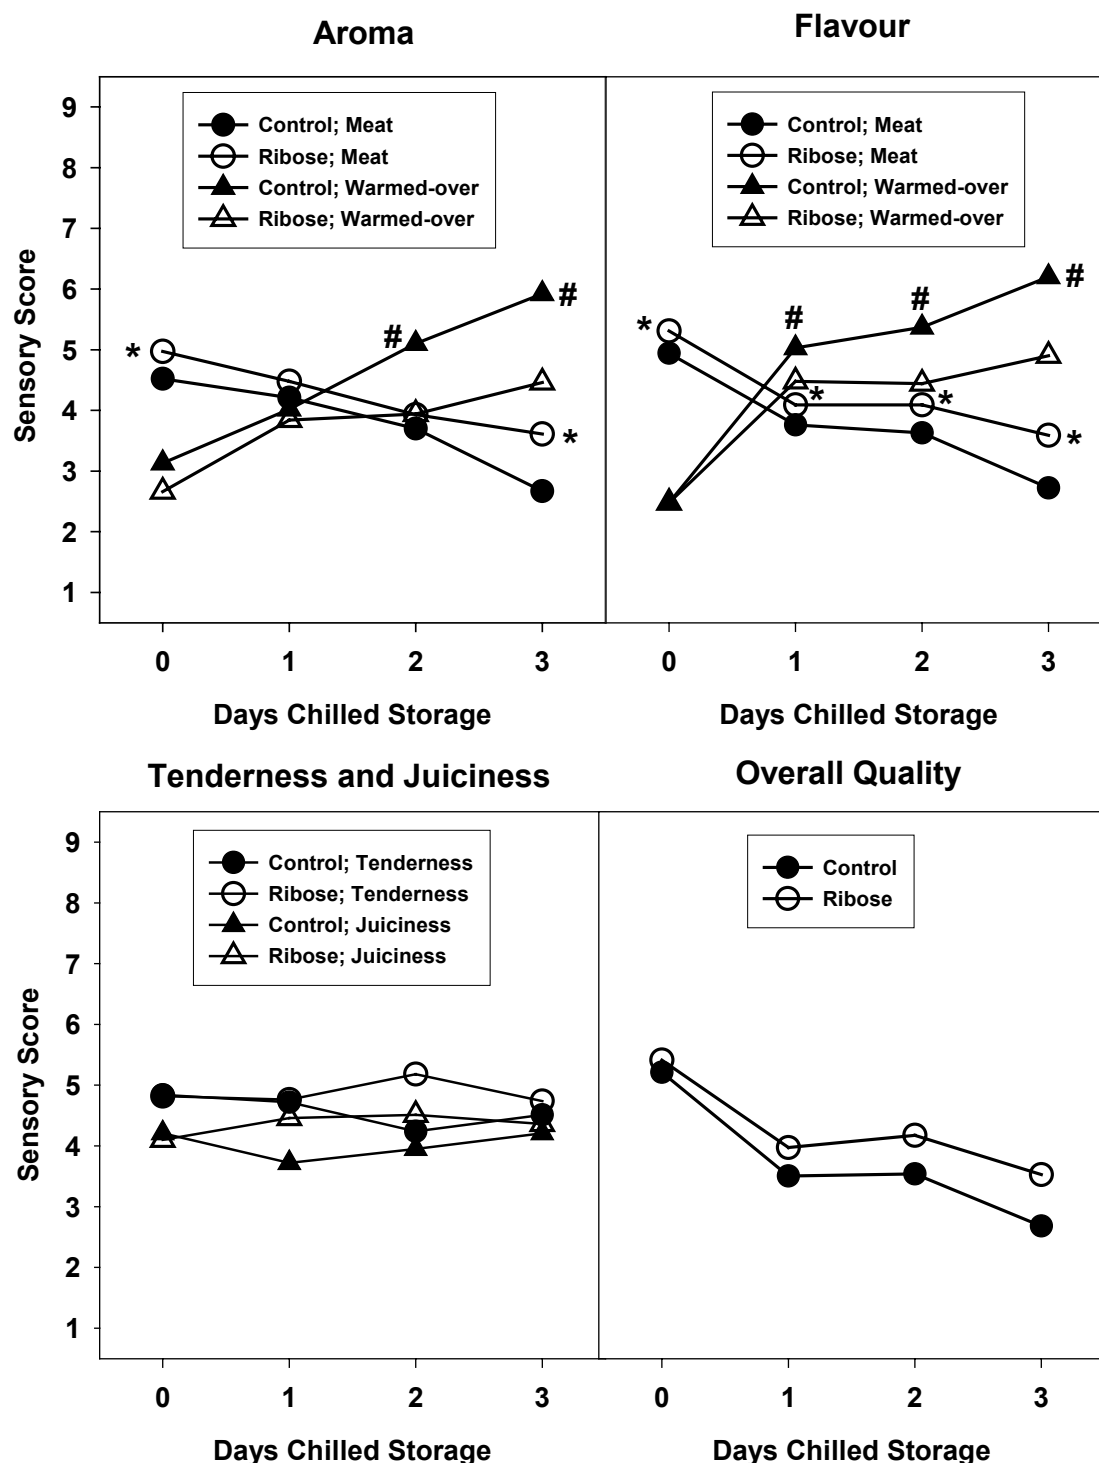 Aroma
Flavour
9
8
7
6
5
4
3
2
1
Sensory Score
Control; Meat
Ribose; Meat
Control; Warmed-over
Ribose; Warmed-over
*
#
#
*
0 1 2 3
Days Chilled Storage
Control; Meat
Ribose; Meat
Control; Warmed-over
Ribose; Warmed-over
*
#
*
#
*
#
*
0 1 2 3
Days Chilled Storage
Tenderness and Juiciness
Overall Quality
9
8
7
6
5
4
3
2
1
Sensory Score
Control; Tenderness
Ribose; Tenderness
Control; Juiciness
Ribose; Juiciness
0 1 2 3
Days Chilled Storage
Control
Ribose
0 1 2 3
Days Chilled Storage